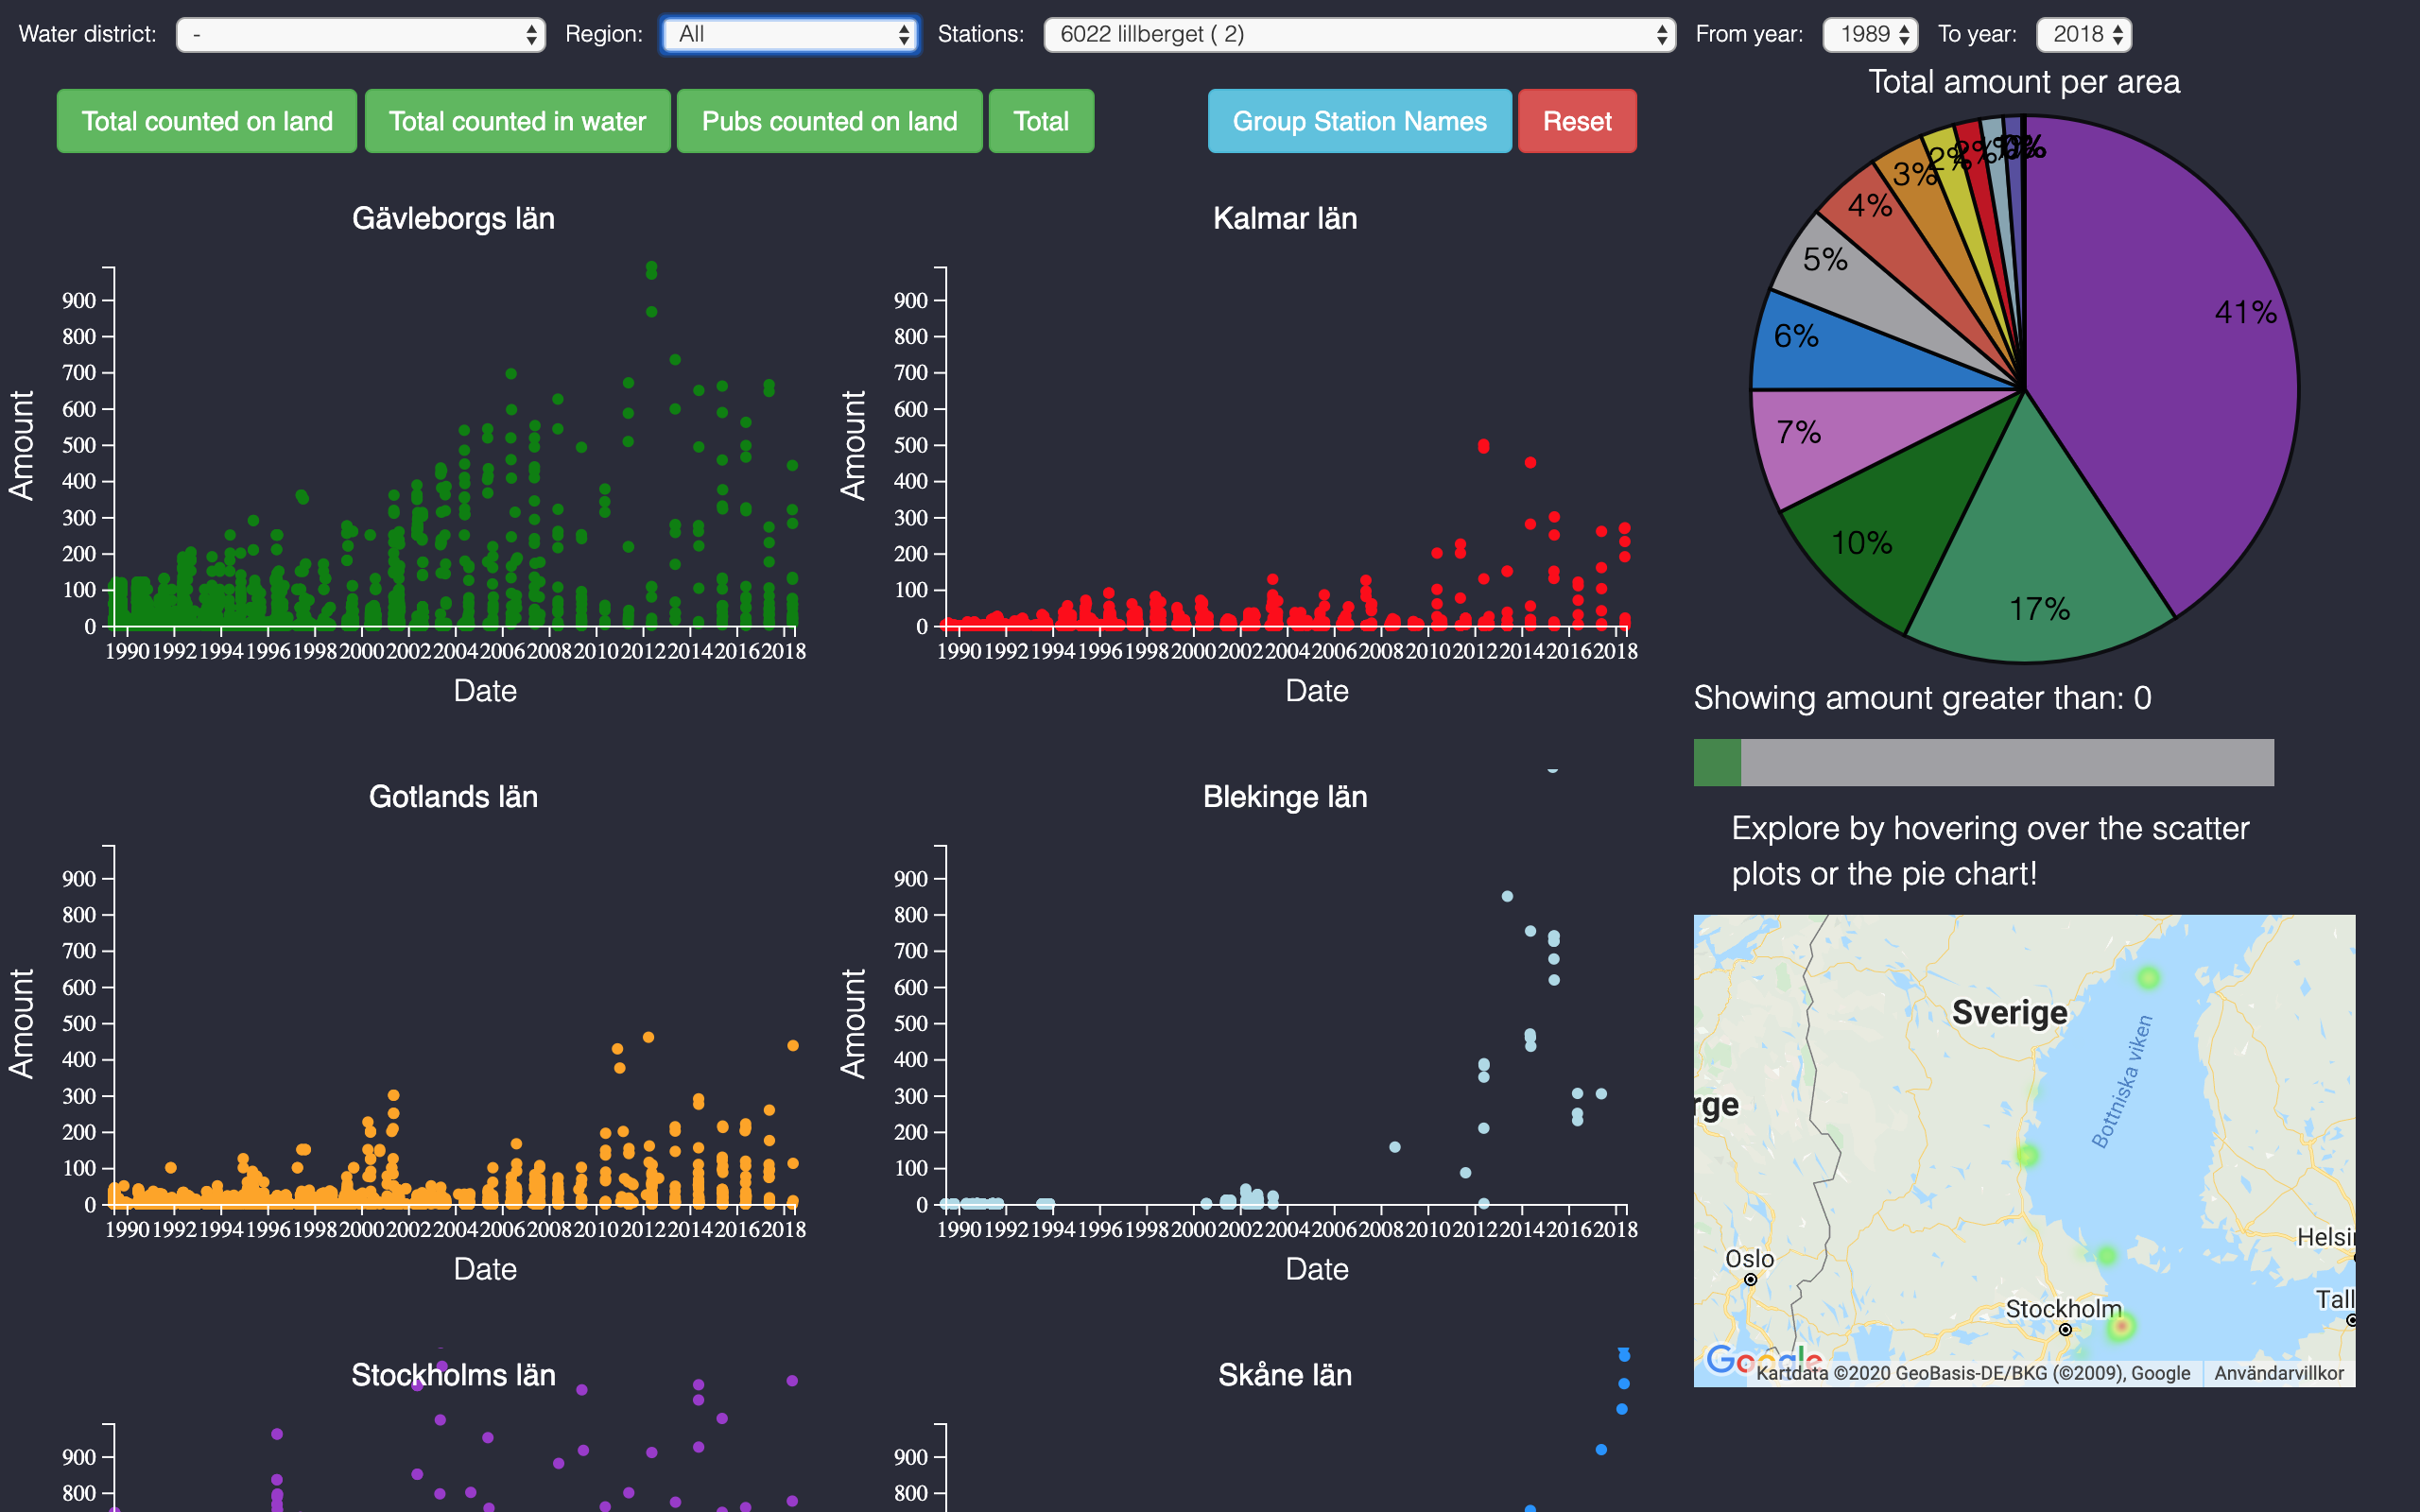 Water district: - Region: All Stations: 6022 lillberget ( 2) From year: 1989 To year: 2018
Total counted on land Total counted in water Pubs counted on land Total Group Station Names Reset
Total amount per area
41%
17%
10%
7%
6%
5%
4%
3%
2%
2%
Gävleborgs län
Amount
900
800
700
600
500
400
300
200
100
0
1990 1992 1994 1996 1998 2000 2002 2004 2006 2008 2010 2012 2014 2016 2018
Date
Kalmar län
Amount
900
800
700
600
500
400
300
200
100
0
1990 1992 1994 1996 1998 2000 2002 2004 2006 2008 2010 2012 2014 2016 2018
Date
Showing amount greater than: 0
Explore by hovering over the scatter
plots or the pie chart!
Gotlands län
Amount
900
800
700
600
500
400
300
200
100
0
1990 1992 1994 1996 1998 2000 2002 2004 2006 2008 2010 2012 2014 2016 2018
Date
Blekinge län
Amount
900
800
700
600
500
400
300
200
100
0
1990 1992 1994 1996 1998 2000 2002 2004 2006 2008 2010 2012 2014 2016 2018
Date
Sverige
Bottniska viken
rge
Helsi
Oslo
Tall
Stockholm
Google
Kartdata ©2020 GeoBasis-DE/BKG (©2009), Google Användarvillkor
Stockholms län
900
800
Skåne län
900
800